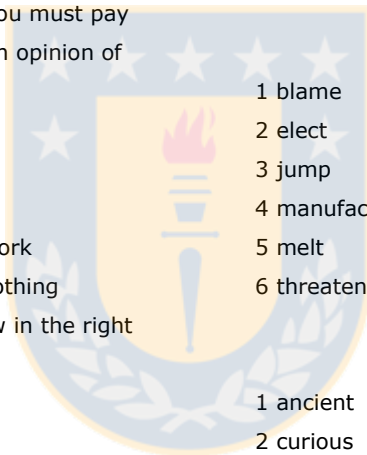 ou must pay
opinion of
1 blame
2 elect
3 jump
4 manufac
ork
5 melt
othing
6 threaten
in the right
1 ancient
2 curious